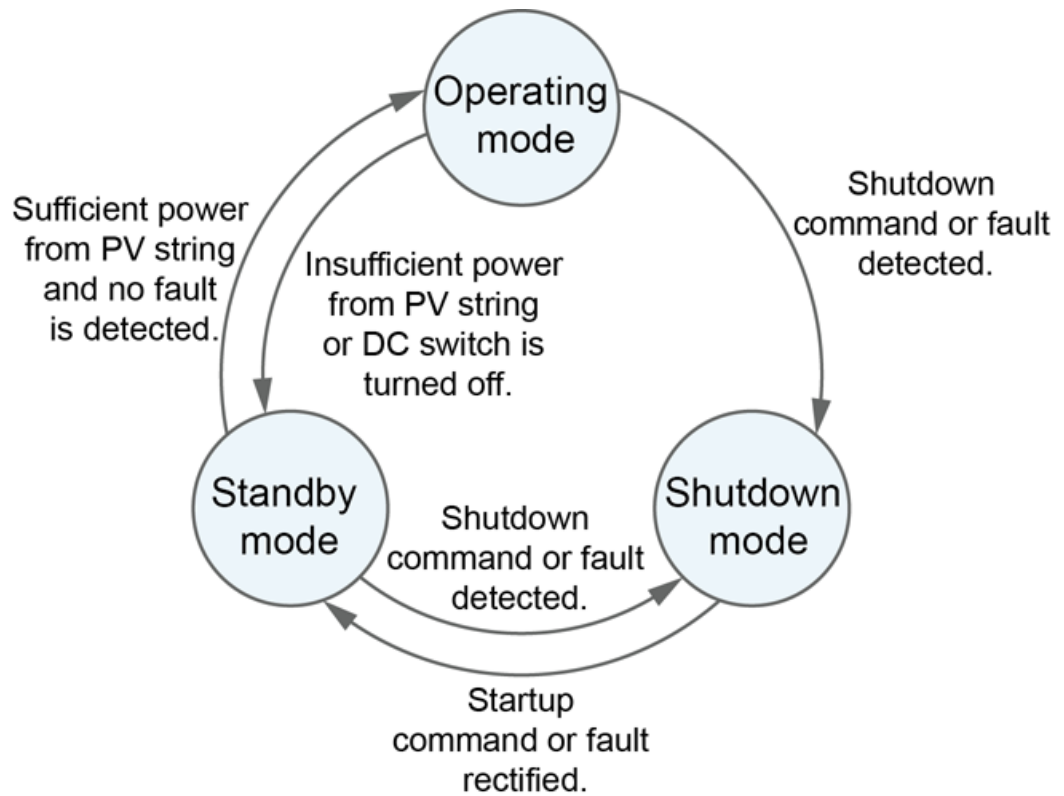 Operating
mode
Shutdown
command or fault
detected.
Sufficient power
from PV string
and no fault
is detected.
Insufficient power
from PV string
or DC switch is
turned off.
Standby
mode
Shutdown
command or fault
detected.
Shutdown
mode
Startup
command or fault
rectified.